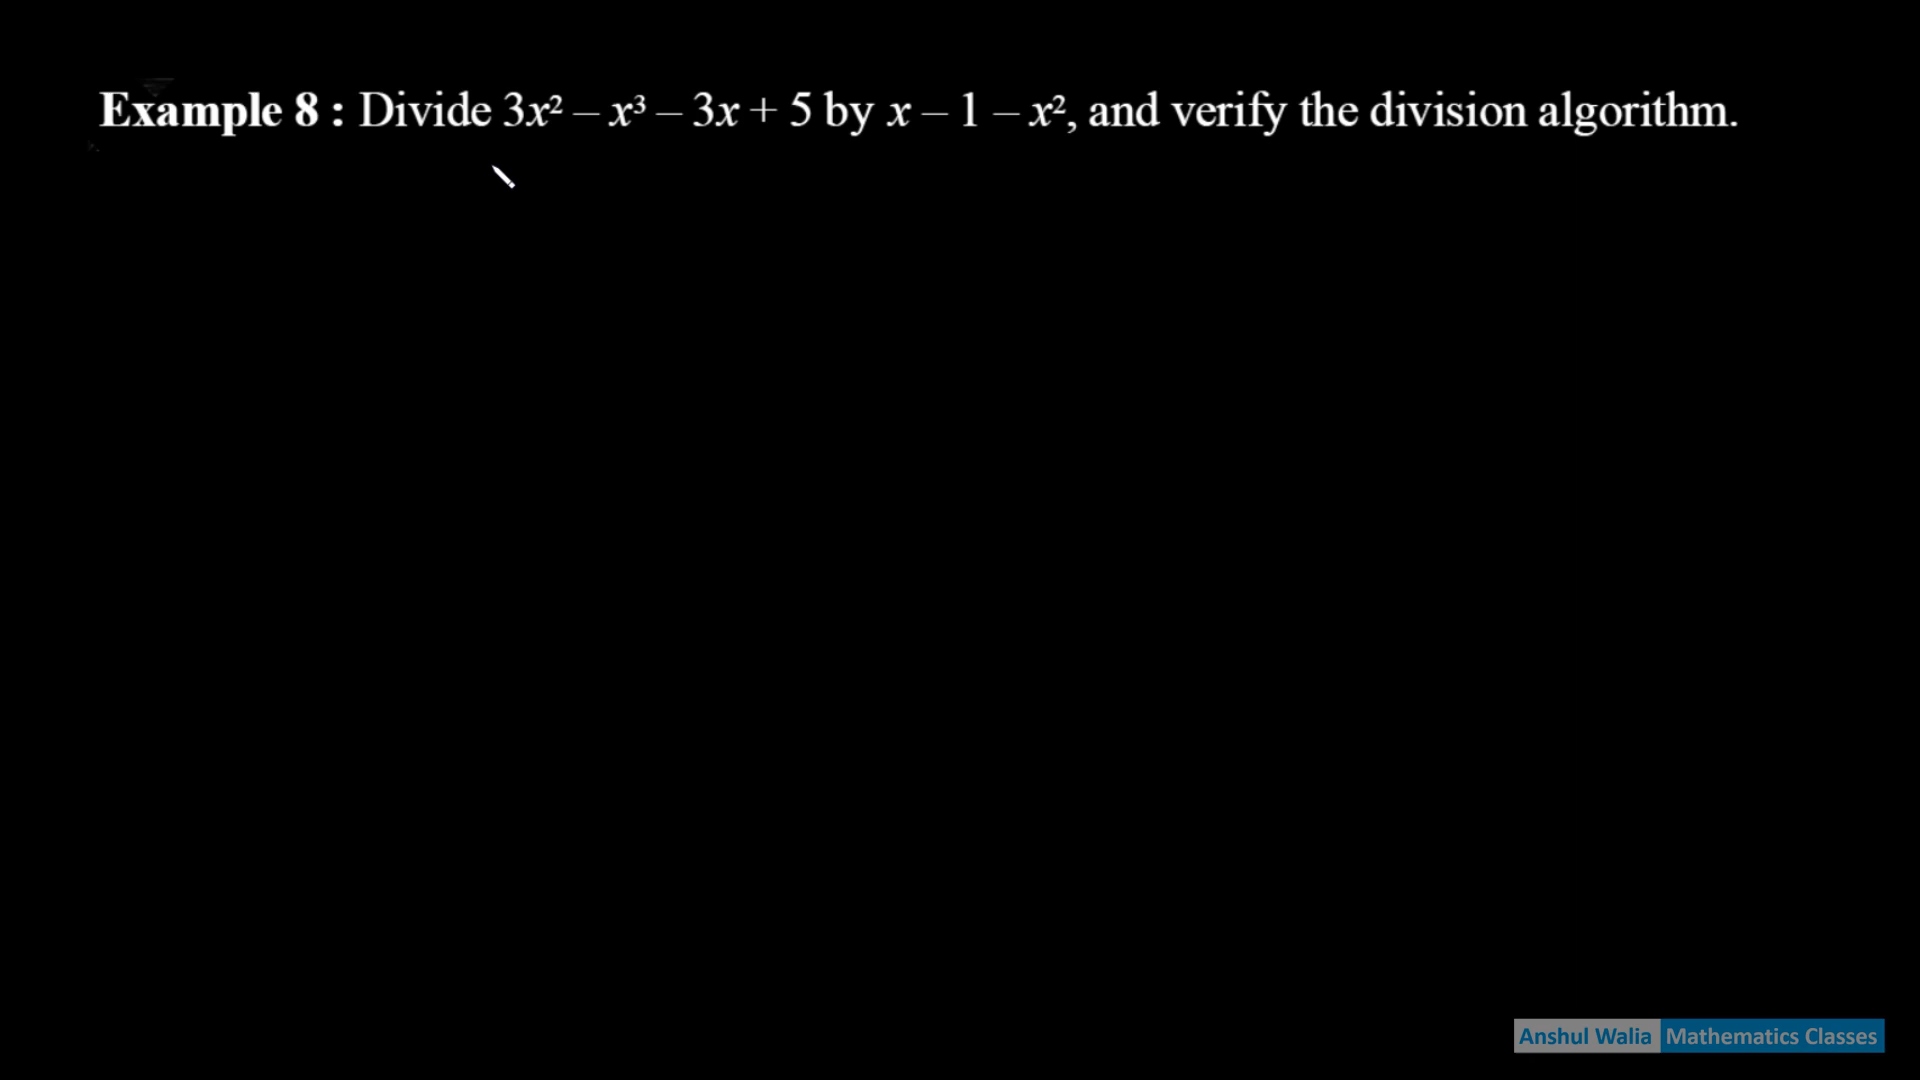 Example 8 : Divide 3x² – x³ – 3x + 5 by x – 1 – x², and verify the division algorithm.
Anshul Walia Mathematics Classes